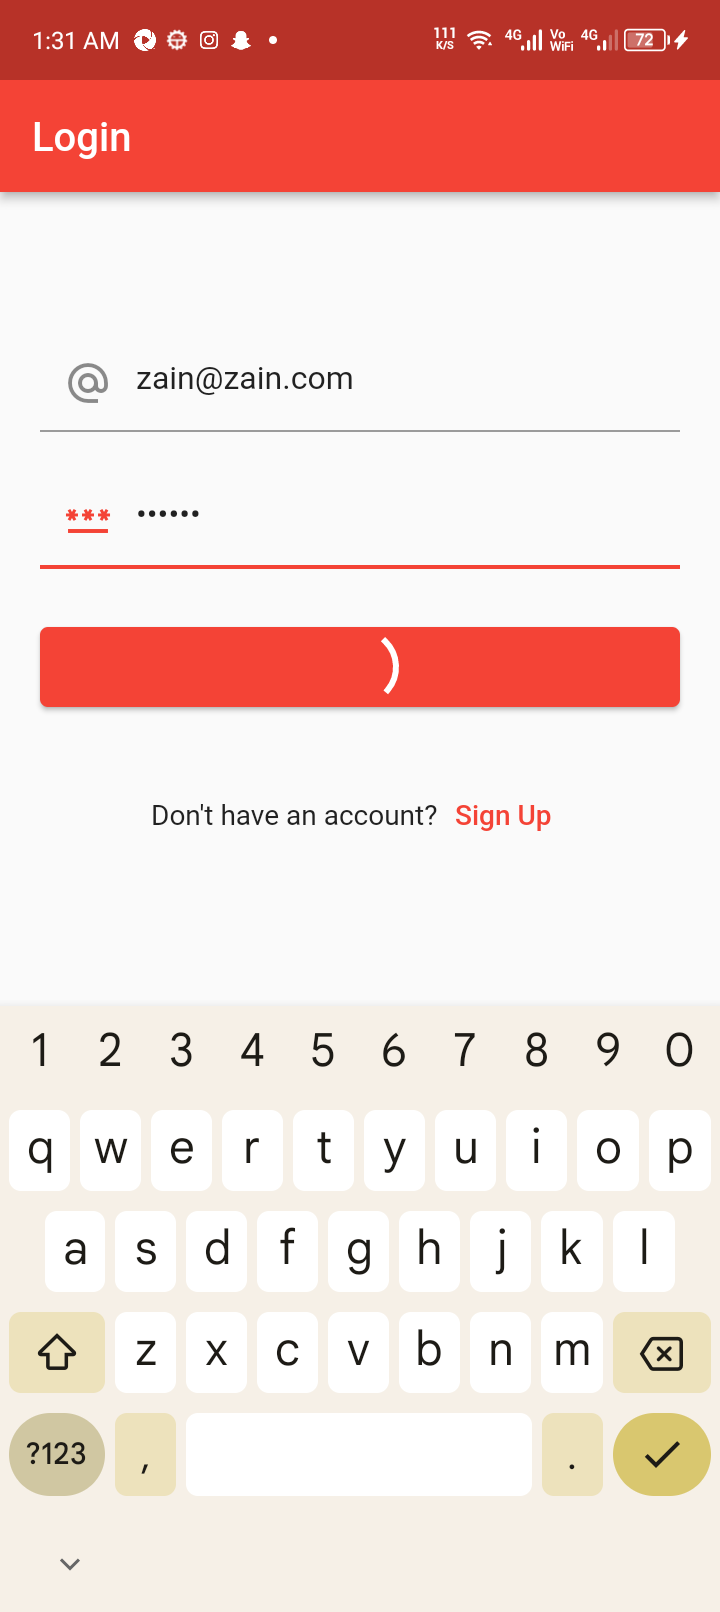 1:31 AM 111 K/S 4G Vo WiFi 4G 72
Login
zain@zain.com
*** ••••••
Don't have an account? Sign Up
1 2 3 4 5 6 7 8 9 0
q w e r t y u i o p
a s d f g h j k l
z x c v b n m
?123 , .